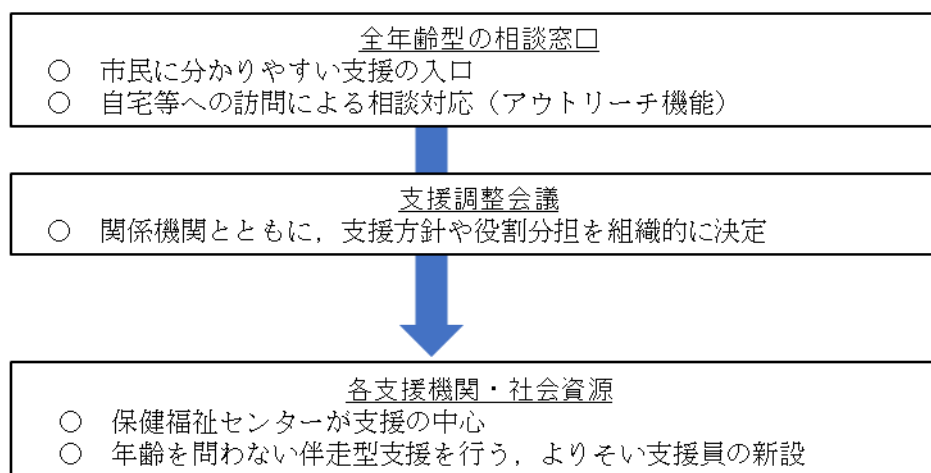 全年齢型の相談窓口
○ 市民に分かりやすい支援の入口
○ 自宅等への訪問による相談対応（アウトリーチ機能）
支援調整会議
○ 関係機関とともに，支援方針や役割分担を組織的に決定
各支援機関・社会資源
○ 保健福祉センターが支援の中心
○ 年齢を問わない伴走型支援を行う，よりそい支援員の新設